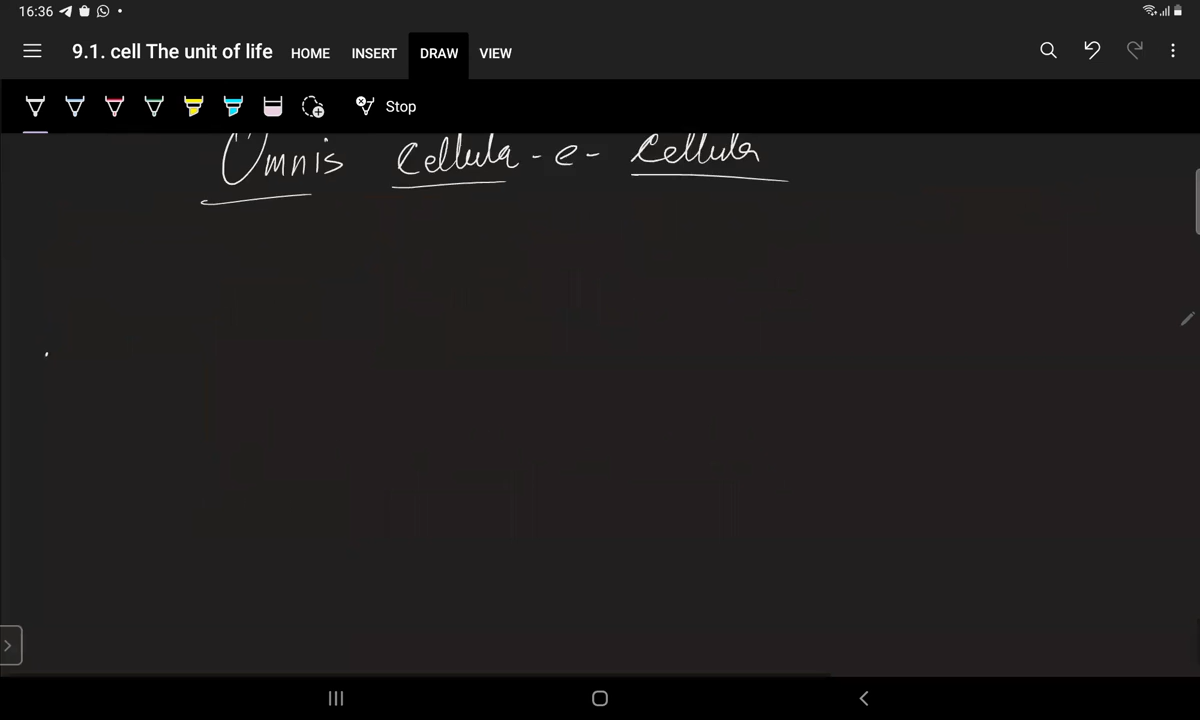 16:36
9.1. cell The unit of life HOME INSERT DRAW VIEW
Stop
Omnis cellula - e - cellula